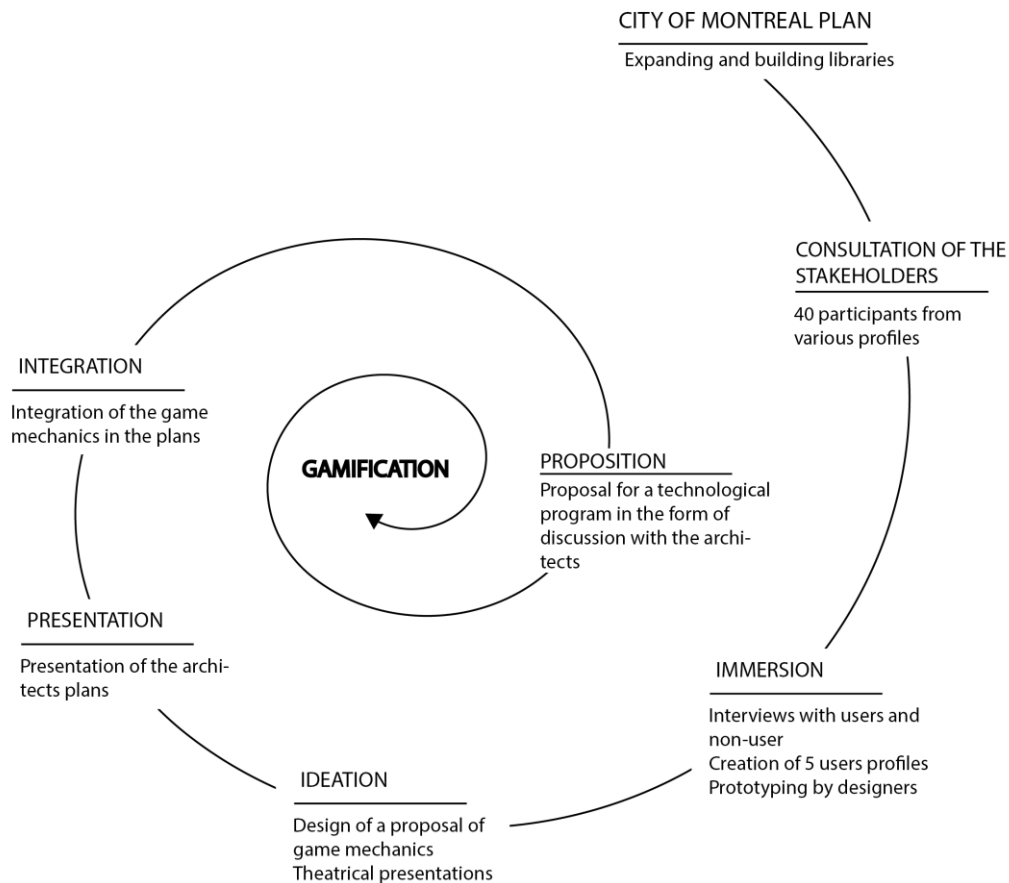 CITY OF MONTREAL PLAN
Expanding and building libraries
CONSULTATION OF THE
STAKEHOLDERS
40 participants from
various profiles
IMMERSION
Interviews with users and
non-user
Creation of 5 users profiles
Prototyping by designers
IDEATION
Design of a proposal of
game mechanics
Theatrical presentations
PRESENTATION
Presentation of the archi-
tects plans
INTEGRATION
Integration of the game
mechanics in the plans
PROPOSITION
Proposal for a technological
program in the form of
discussion with the archi-
tects
GAMIFICATION